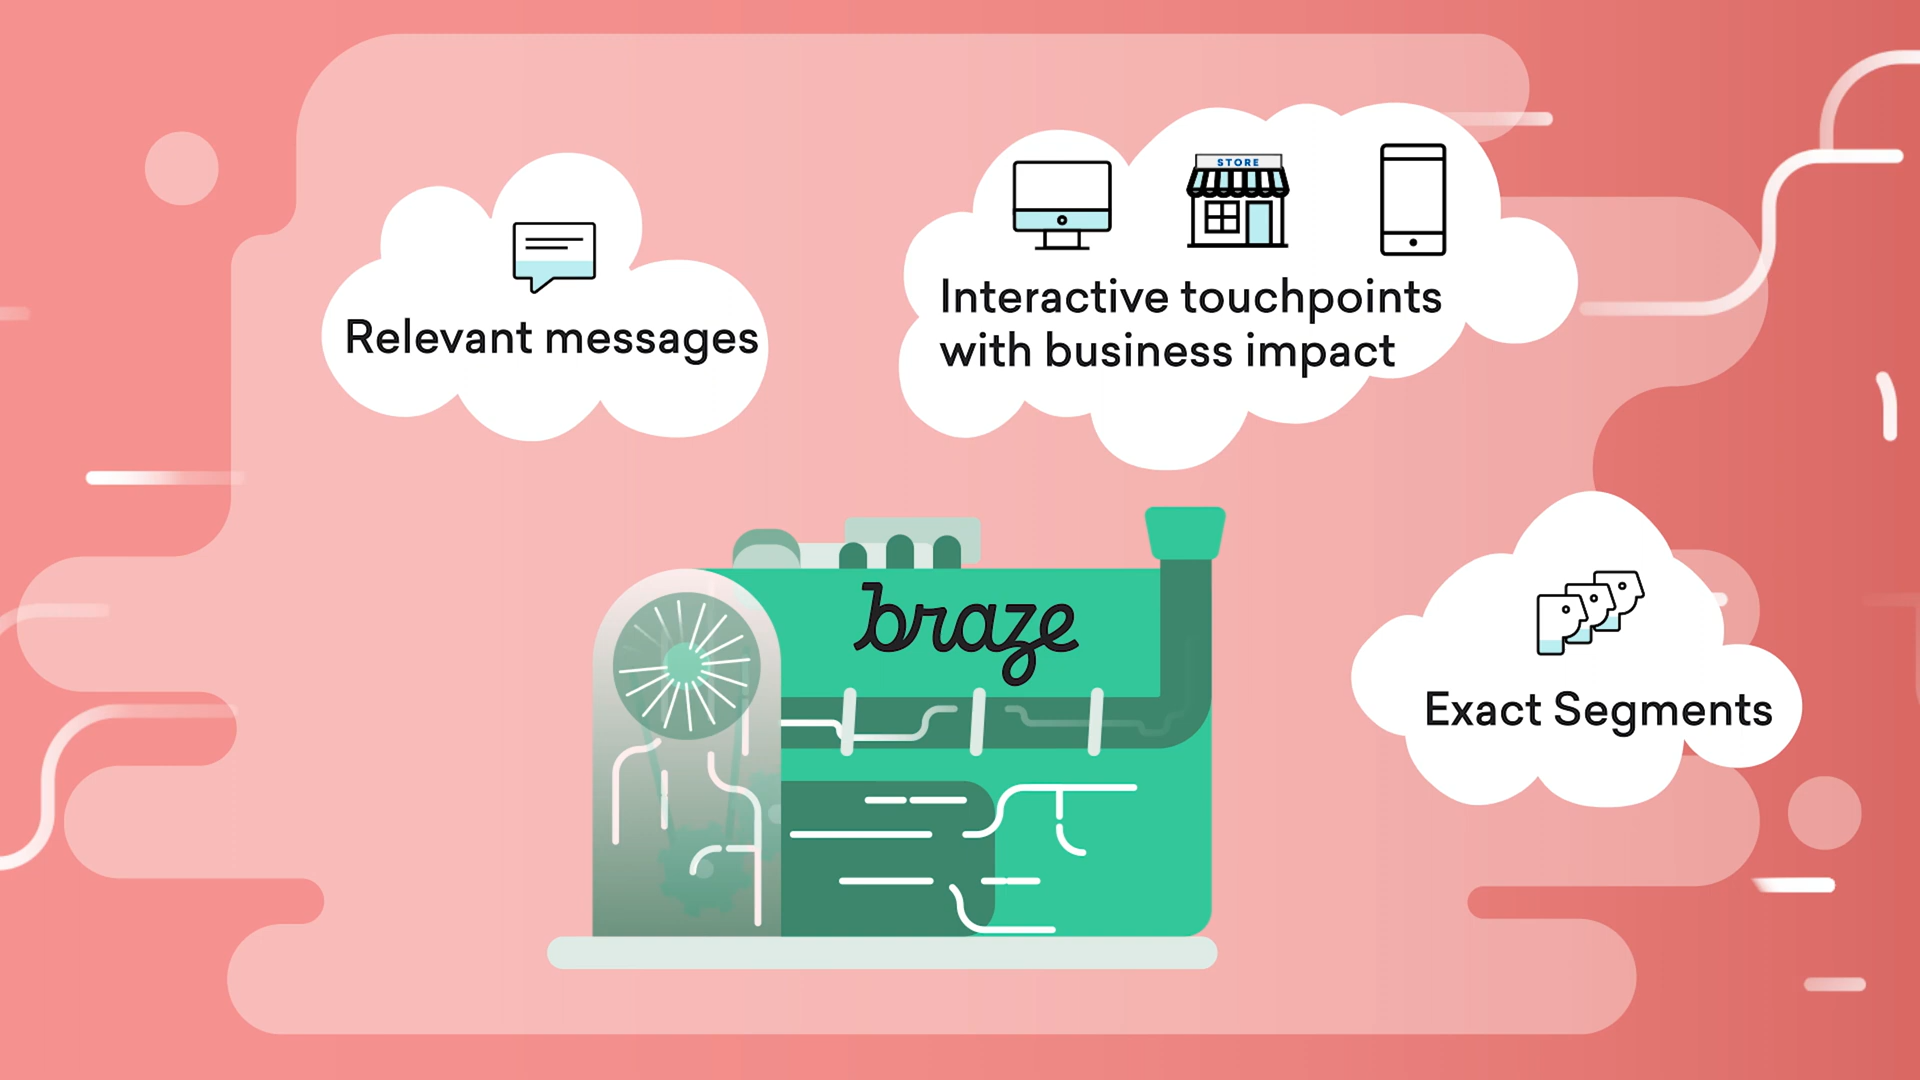 Relevant messages
STORE
Interactive touchpoints
with business impact
braze
Exact Segments